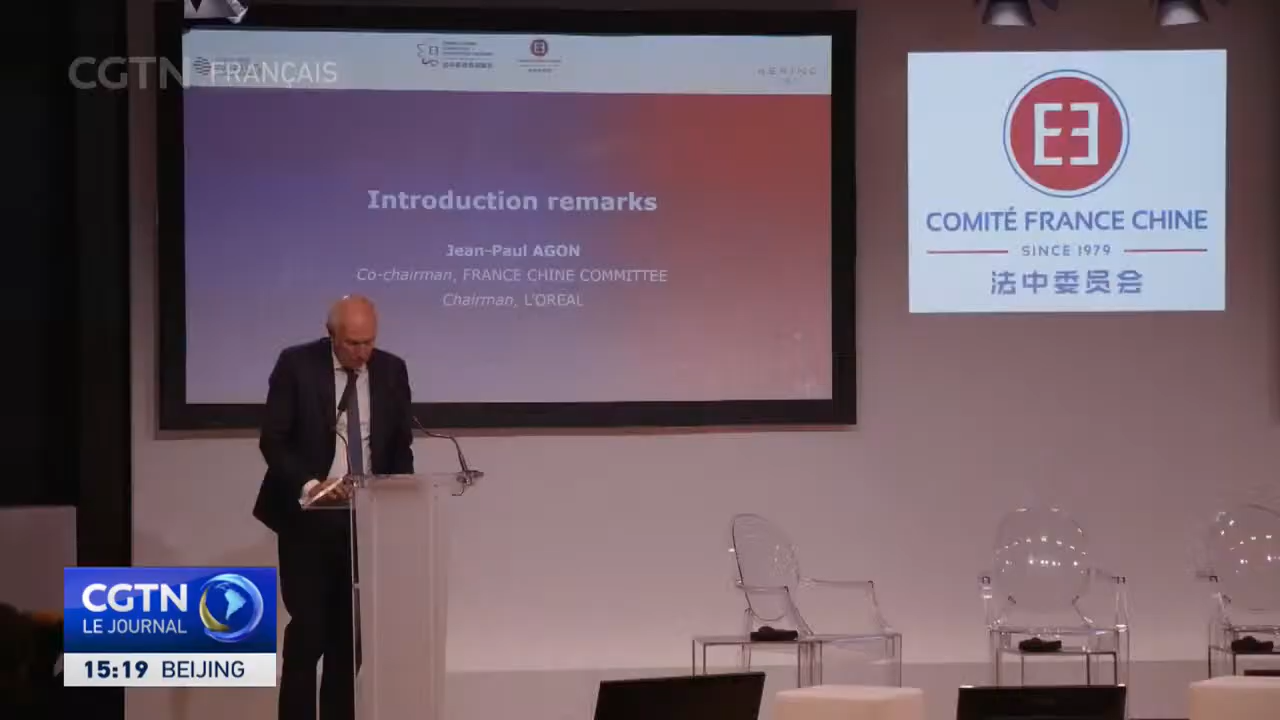 CGTN FRANÇAIS
KERING
Introduction remarks
Jean-Paul AGON
Co-chairman, FRANCE CHINE COMMITTEE
Chairman, L'ORÉAL
COMITÉ FRANCE CHINE
SINCE 1979
法中委员会
CGTN
LE JOURNAL
15:19 BEIJING